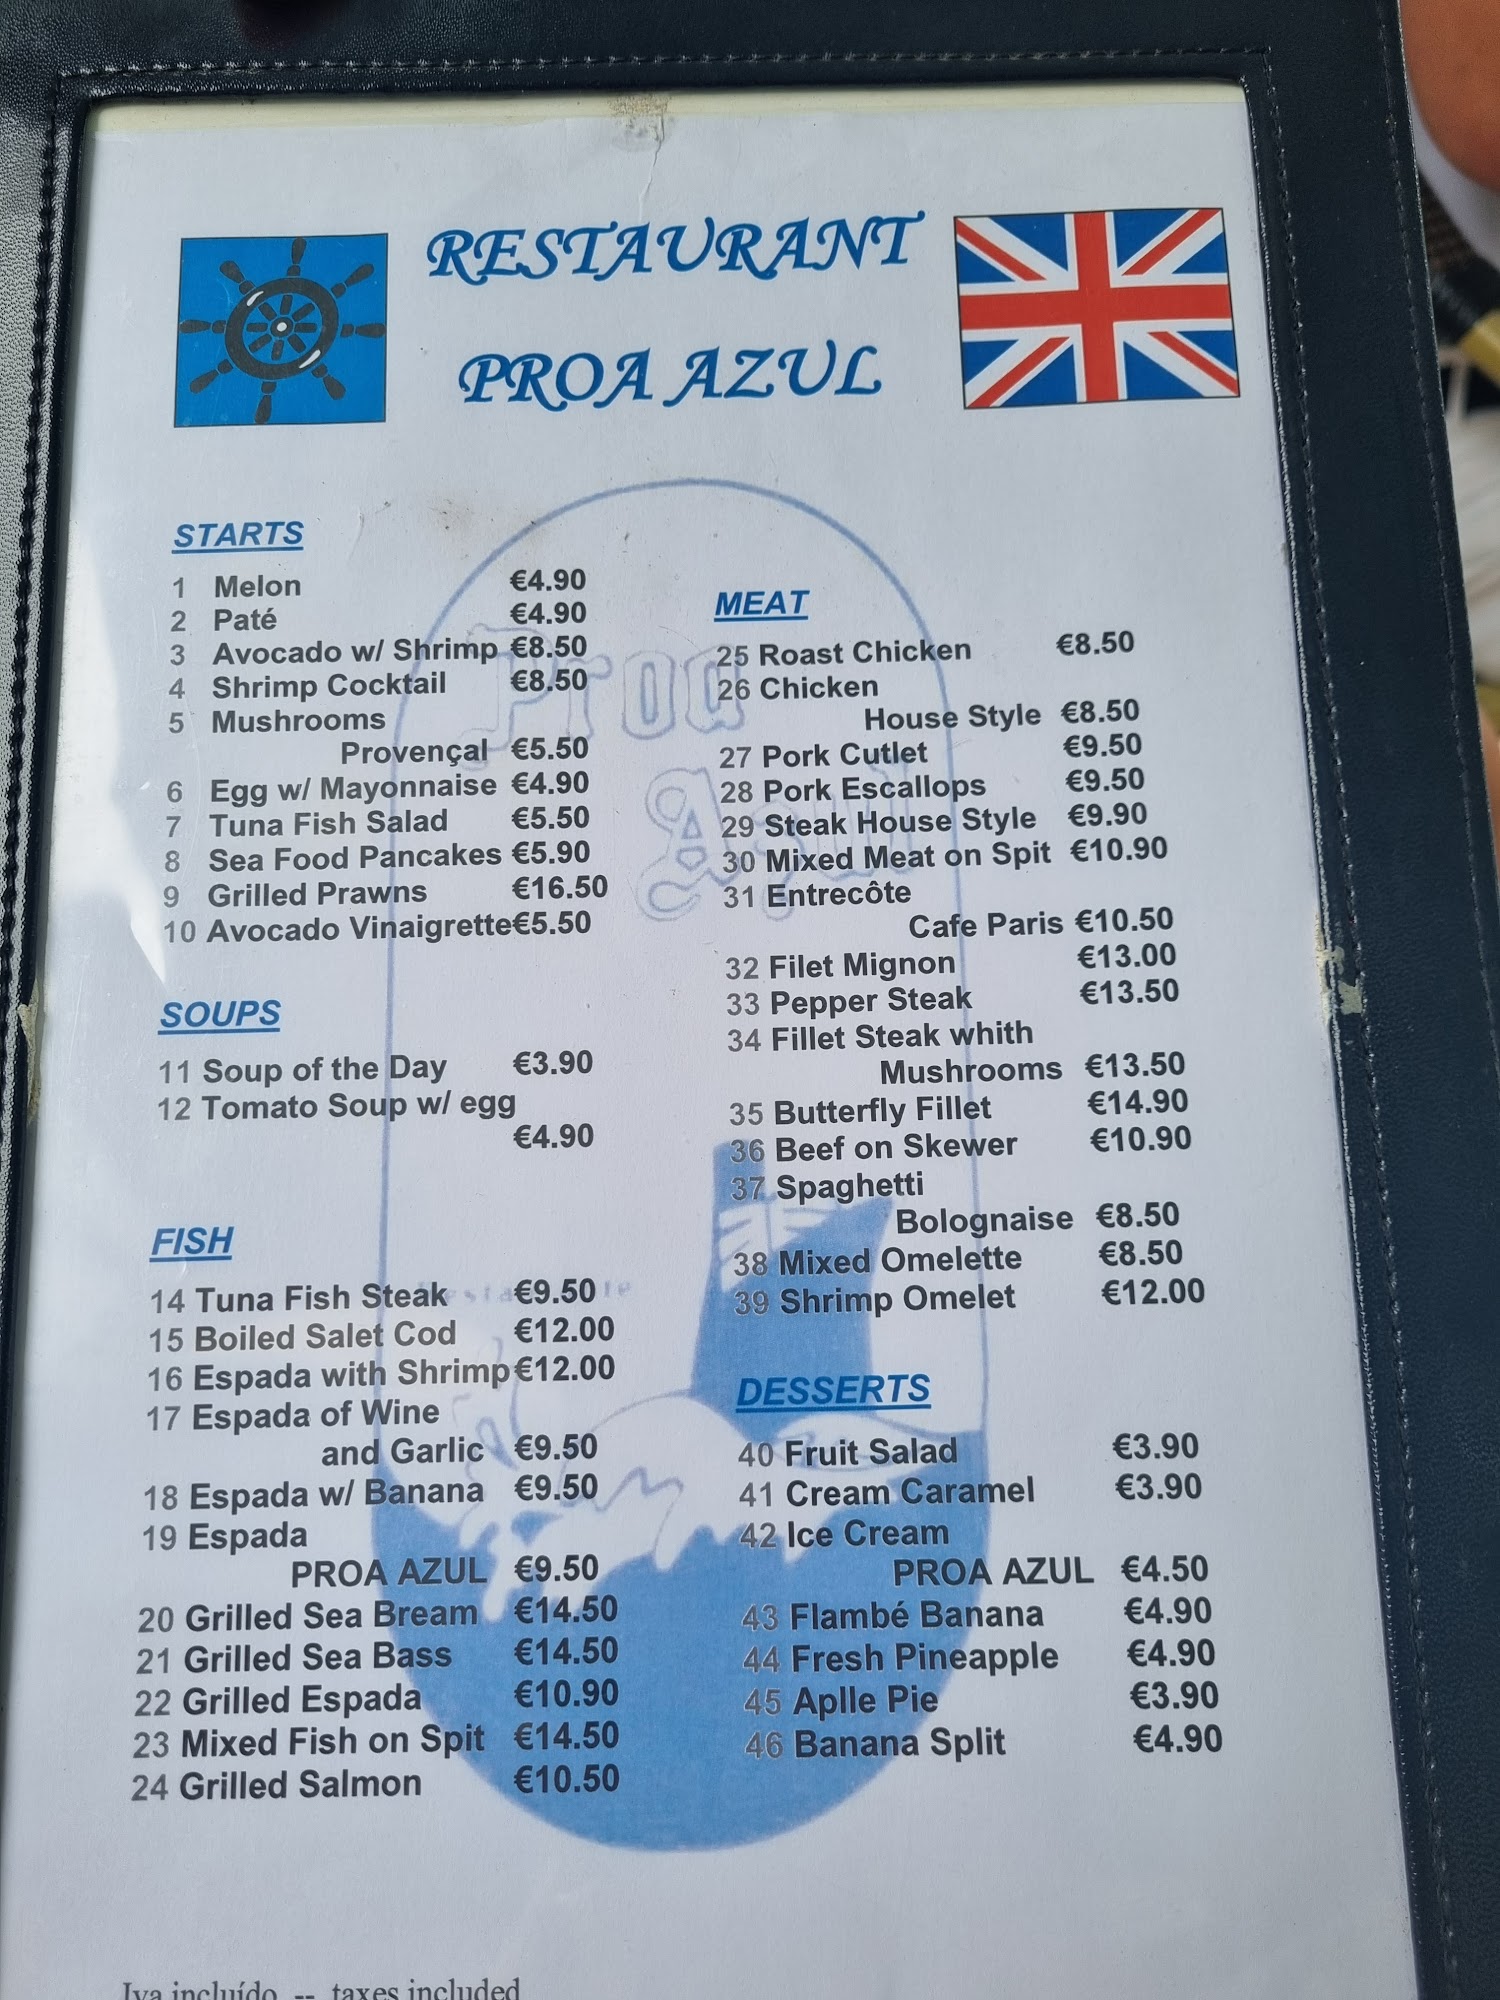 RESTAURANT
PROA AZUL
STARTS
1 Melon €4.90
2 Paté €4.90
3 Avocado w/ Shrimp €8.50
4 Shrimp Cocktail €8.50
5 Mushrooms
Provençal €5.50
6 Egg w/ Mayonnaise €4.90
7 Tuna Fish Salad €5.50
8 Sea Food Pancakes €5.90
9 Grilled Prawns €16.50
10 Avocado Vinaigrette €5.50
SOUPS
11 Soup of the Day €3.90
12 Tomato Soup w/ egg
€4.90
FISH
14 Tuna Fish Steak €9.50
15 Boiled Salet Cod €12.00
16 Espada with Shrimp €12.00
17 Espada of Wine
and Garlic €9.50
18 Espada w/ Banana €9.50
19 Espada
PROA AZUL €9.50
20 Grilled Sea Bream €14.50
21 Grilled Sea Bass €14.50
22 Grilled Espada €10.90
23 Mixed Fish on Spit €14.50
24 Grilled Salmon €10.50
MEAT
25 Roast Chicken €8.50
26 Chicken
House Style €8.50
27 Pork Cutlet €9.50
28 Pork Escallops €9.50
29 Steak House Style €9.90
30 Mixed Meat on Spit €10.90
31 Entrecôte
Cafe Paris €10.50
32 Filet Mignon €13.00
33 Pepper Steak €13.50
34 Fillet Steak whith
Mushrooms €13.50
35 Butterfly Fillet €14.90
36 Beef on Skewer €10.90
37 Spaghetti
Bolognaise €8.50
38 Mixed Omelette €8.50
39 Shrimp Omelet €12.00
DESSERTS
40 Fruit Salad €3.90
41 Cream Caramel €3.90
42 Ice Cream
PROA AZUL €4.50
43 Flambé Banana €4.90
44 Fresh Pineapple €4.90
45 Aplle Pie €3.90
46 Banana Split €4.90
Proa
Azul
Iva incluído -- taxes included